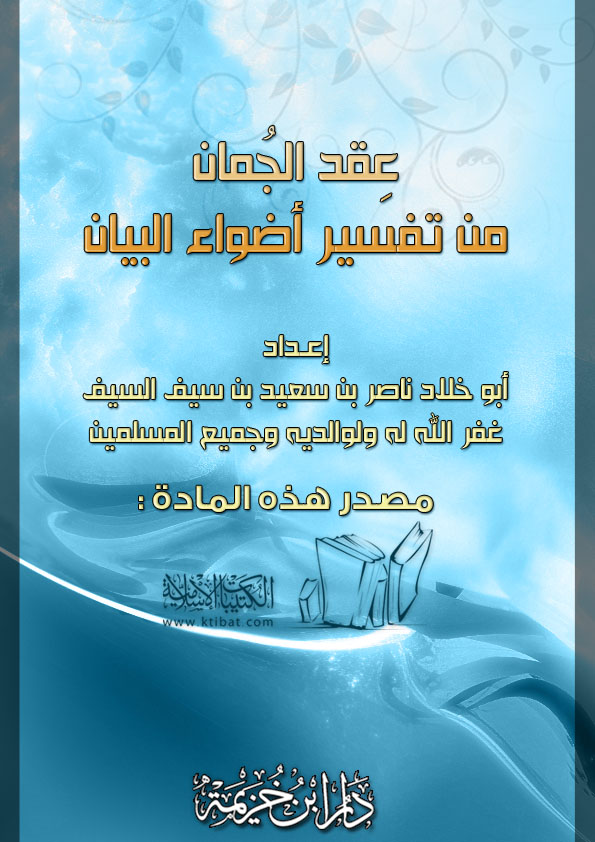 عِقد الجُمان
من تفسير أضواء البيان
إعداد
أبو خلاد ناصر بن سعيد بن سيف السيف
غفر الله له ولوالديه وجميع المسلمين
مصدر هذه المادة :
الكتيبات الإسلامية
www.ktibat.com
دار ابن خزيمة